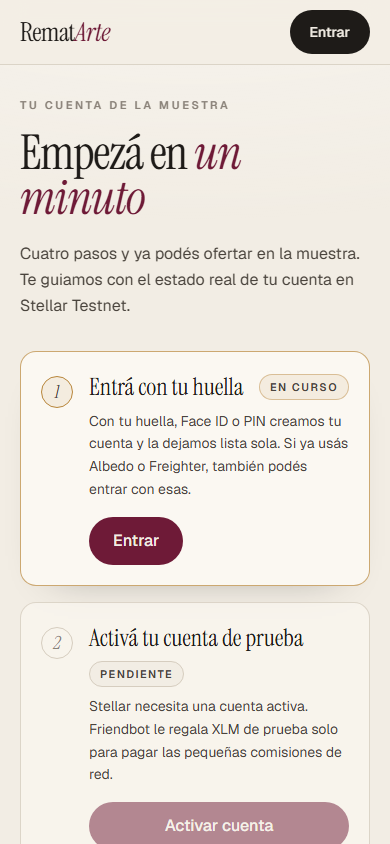 RematArte
Entrar
TU CUENTA DE LA MUESTRA
Empezá en un
minuto
Cuatro pasos y ya podés ofertar en la muestra.
Te guiamos con el estado real de tu cuenta en
Stellar Testnet.
1
Entrá con tu huella
EN CURSO
Con tu huella, Face ID o PIN creamos tu
cuenta y la dejamos lista sola. Si ya usás
Albedo o Freighter, también podés
entrar con esas.
Entrar
2
Activá tu cuenta de prueba
PENDIENTE
Stellar necesita una cuenta activa.
Friendbot le regala XLM de prueba solo
para pagar las pequeñas comisiones de
red.
Activar cuenta